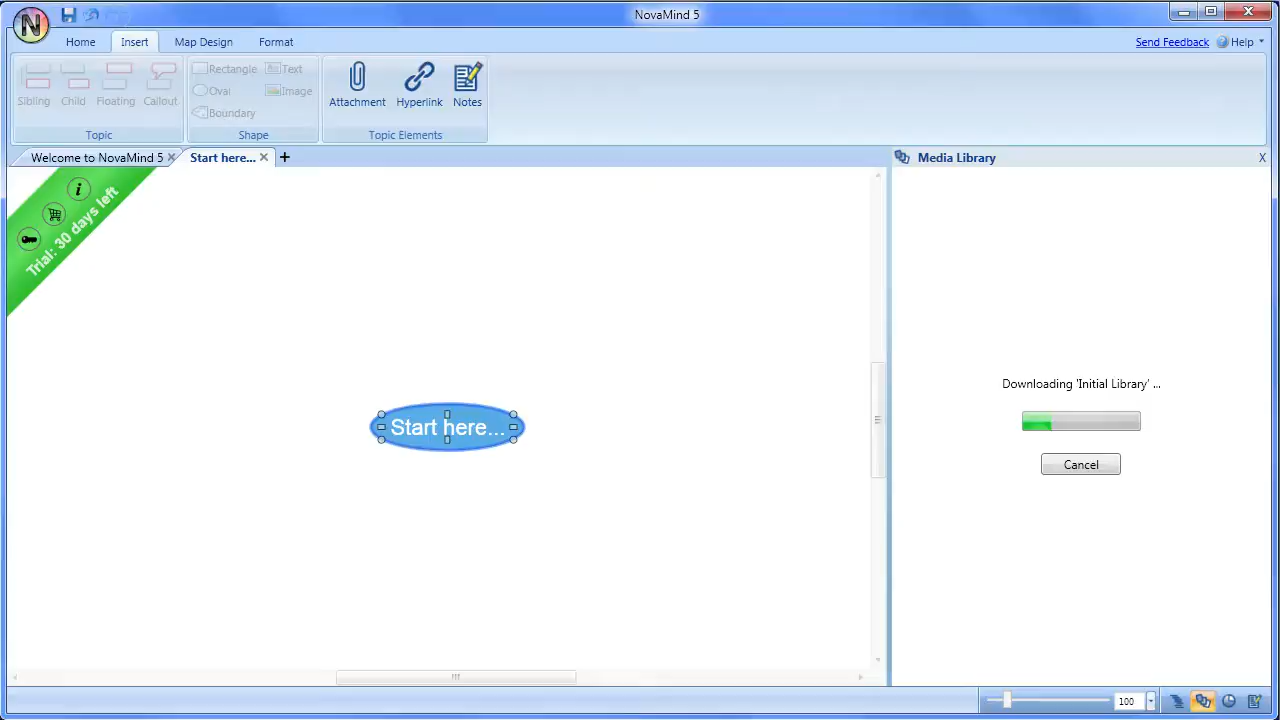 NovaMind 5
Home Insert Map Design Format Send Feedback Help
Sibling Child Floating Callout
Topic
Rectangle Text
Oval Image
Boundary
Shape
Attachment Hyperlink Notes
Topic Elements
Welcome to NovaMind 5 Start here...
Media Library X
Trial: 30 days left
Start here...
Downloading 'Initial Library' ...
Cancel
100